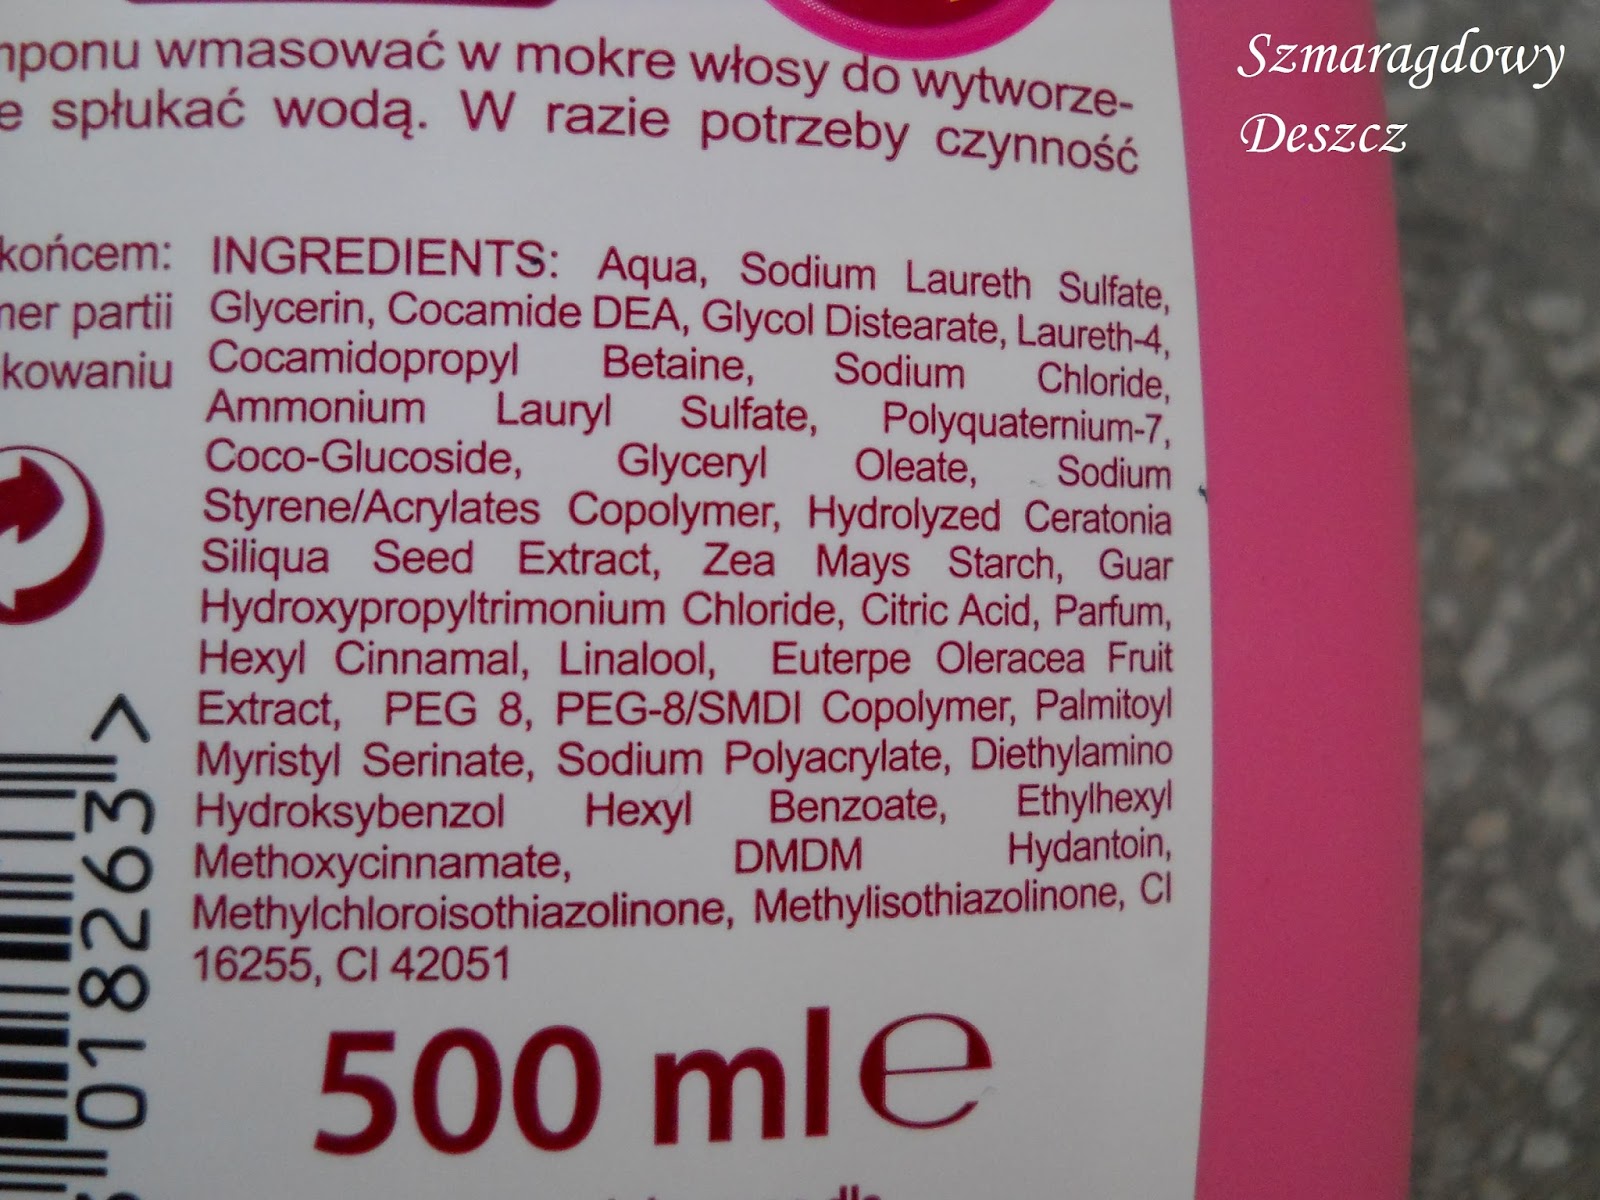 Szmaragdowy
Deszcz
mponu wmasować w mokre włosy do wytworze-
e spłukać wodą. W razie potrzeby czynność
końcem:
mer partii
kowaniu
INGREDIENTS: Aqua, Sodium Laureth Sulfate,
Glycerin, Cocamide DEA, Glycol Distearate, Laureth-4,
Cocamidopropyl Betaine, Sodium Chloride,
Ammonium Lauryl Sulfate, Polyquaternium-7,
Coco-Glucoside, Glyceryl Oleate, Sodium
Styrene/Acrylates Copolymer, Hydrolyzed Ceratonia
Siliqua Seed Extract, Zea Mays Starch, Guar
Hydroxypropyltrimonium Chloride, Citric Acid, Parfum,
Hexyl Cinnamal, Linalool, Euterpe Oleracea Fruit
Extract, PEG 8, PEG-8/SMDI Copolymer, Palmitoyl
Myristyl Serinate, Sodium Polyacrylate, Diethylamino
Hydroksybenzol Hexyl Benzoate, Ethylhexyl
Methoxycinnamate, DMDM Hydantoin,
Methylchloroisothiazolinone, Methylisothiazolinone, CI
16255, CI 42051
500 ml e
018263>